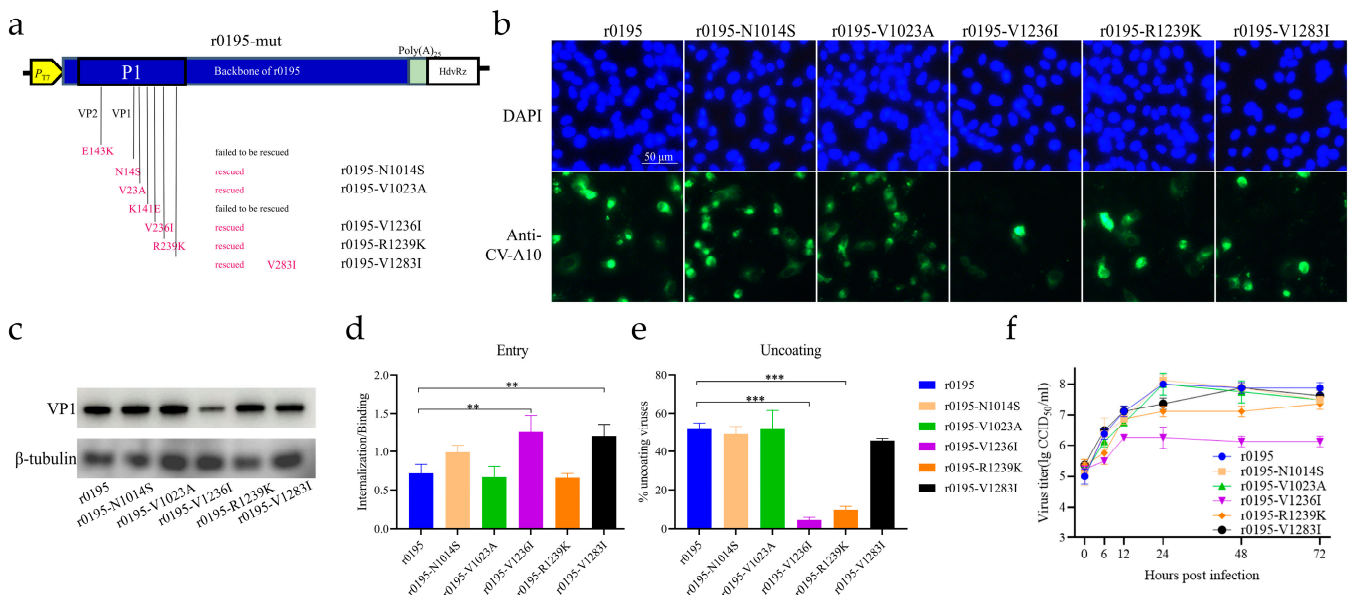 a
r0195-mut
Poly(A)25
PT7
P1
Backbone of r0195
HdvRz
VP2
VP1
E143K
failed to be rescued
N14S
rescued
r0195-N1014S
V23A
rescued
r0195-V1023A
K141E
failed to be rescued
V236I
rescued
r0195-V1236I
R239K
rescued
r0195-R1239K
rescued
V283I
r0195-V1283I
b
r0195
r0195-N1014S
r0195-V1023A
r0195-V1236I
r0195-R1239K
r0195-V1283I
DAPI
50 μm
Anti-
CV-A10
c
VP1
β-tubulin
r0195
r0195-N1014S
r0195-V1023A
r0195-V1236I
r0195-R1239K
r0195-V1283I
d
Entry
Internalization/Binding
2.0
1.5
1.0
0.5
0.0
**
**
r0195
r0195-N1014S
r0195-V1023A
r0195-V1236I
r0195-R1239K
r0195-V1283I
e
Uncoating
% uncoating viruses
80
60
40
20
0
***
***
r0195
r0195-N1014S
r0195-V1023A
r0195-V1236I
r0195-R1239K
r0195-V1283I
r0195
r0195-N1014S
r0195-V1023A
r0195-V1236I
r0195-R1239K
r0195-V1283I
f
Virus titer(lg CCID50/ml)
8
7
6
5
4
3
r0195
r0195-N1014S
r0195-V1023A
r0195-V1236I
r0195-R1239K
r0195-V1283I
0
6
12
24
48
72
Hours post infection